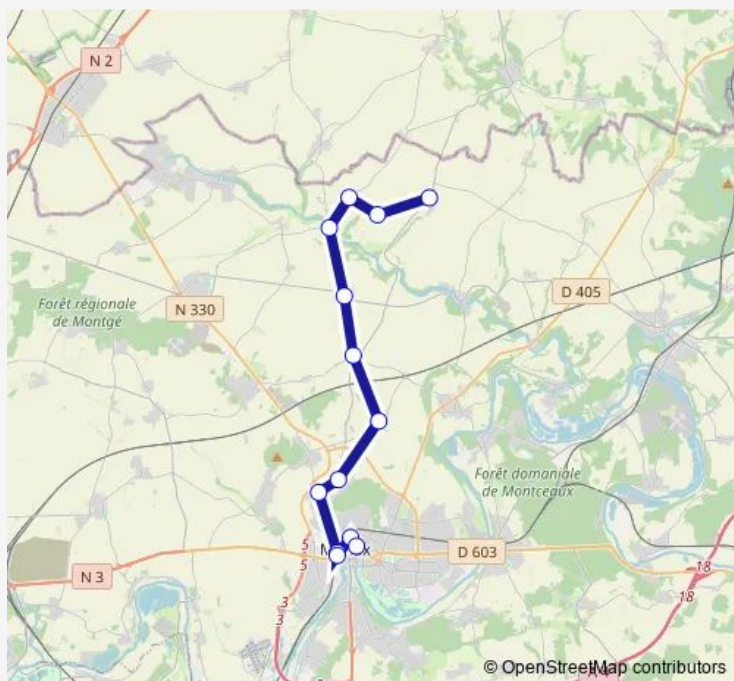 N 2
Forêt régionale
de Montgé
N 330
D 405
Forêt domaniale
de Montceaux
5
5
N 3
3
3
D 603
18
18
© OpenStreetMap contributors